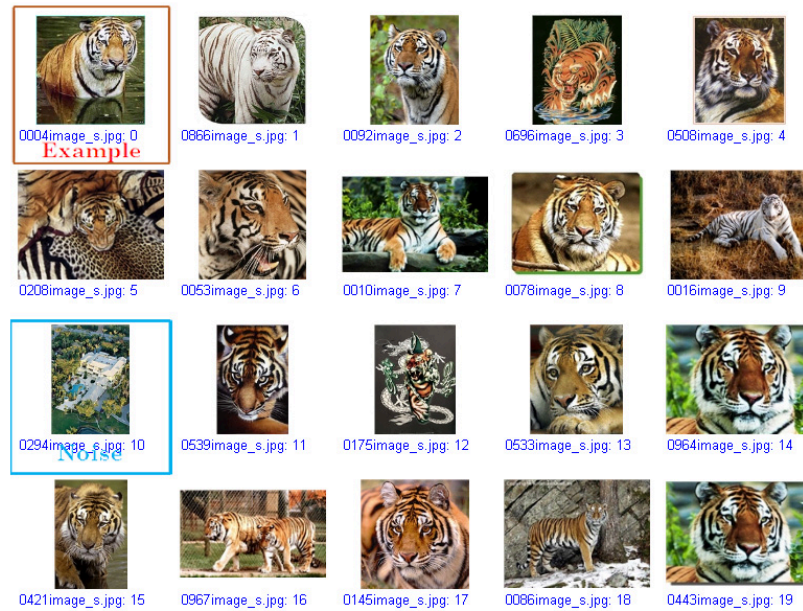 0004image_s.jpg: 0
Example
0866image_s.jpg: 1
0092image_s.jpg: 2
0696image_s.jpg: 3
0508image_s.jpg: 4
0208image_s.jpg: 5
0053image_s.jpg: 6
0010image_s.jpg: 7
0078image_s.jpg: 8
0016image_s.jpg: 9
0294image_s.jpg: 10
Noise
0539image_s.jpg: 11
0175image_s.jpg: 12
0533image_s.jpg: 13
0964image_s.jpg: 14
0421image_s.jpg: 15
0967image_s.jpg: 16
0145image_s.jpg: 17
0086image_s.jpg: 18
0443image_s.jpg: 19